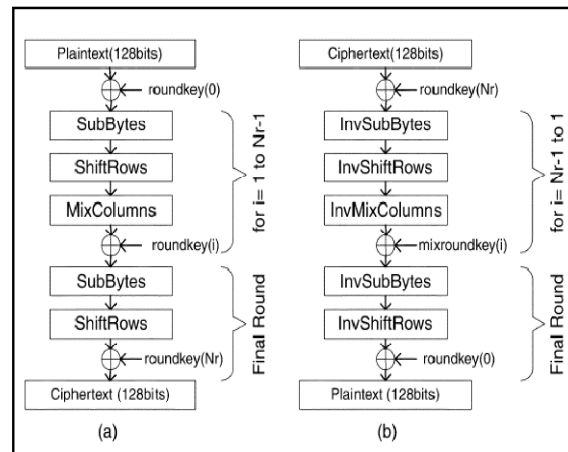 Plaintext(128bits)
roundkey(0)
SubBytes
ShiftRows
MixColumns
roundkey(i)
for i= 1 to Nr-1
SubBytes
ShiftRows
roundkey(Nr)
Final Round
Ciphertext (128bits)
(a)
Ciphertext(128bits)
roundkey(Nr)
InvSubBytes
InvShiftRows
InvMixColumns
mixroundkey(i)
for i= Nr-1 to 1
InvSubBytes
InvShiftRows
roundkey(0)
Final Round
Plaintext (128bits)
(b)